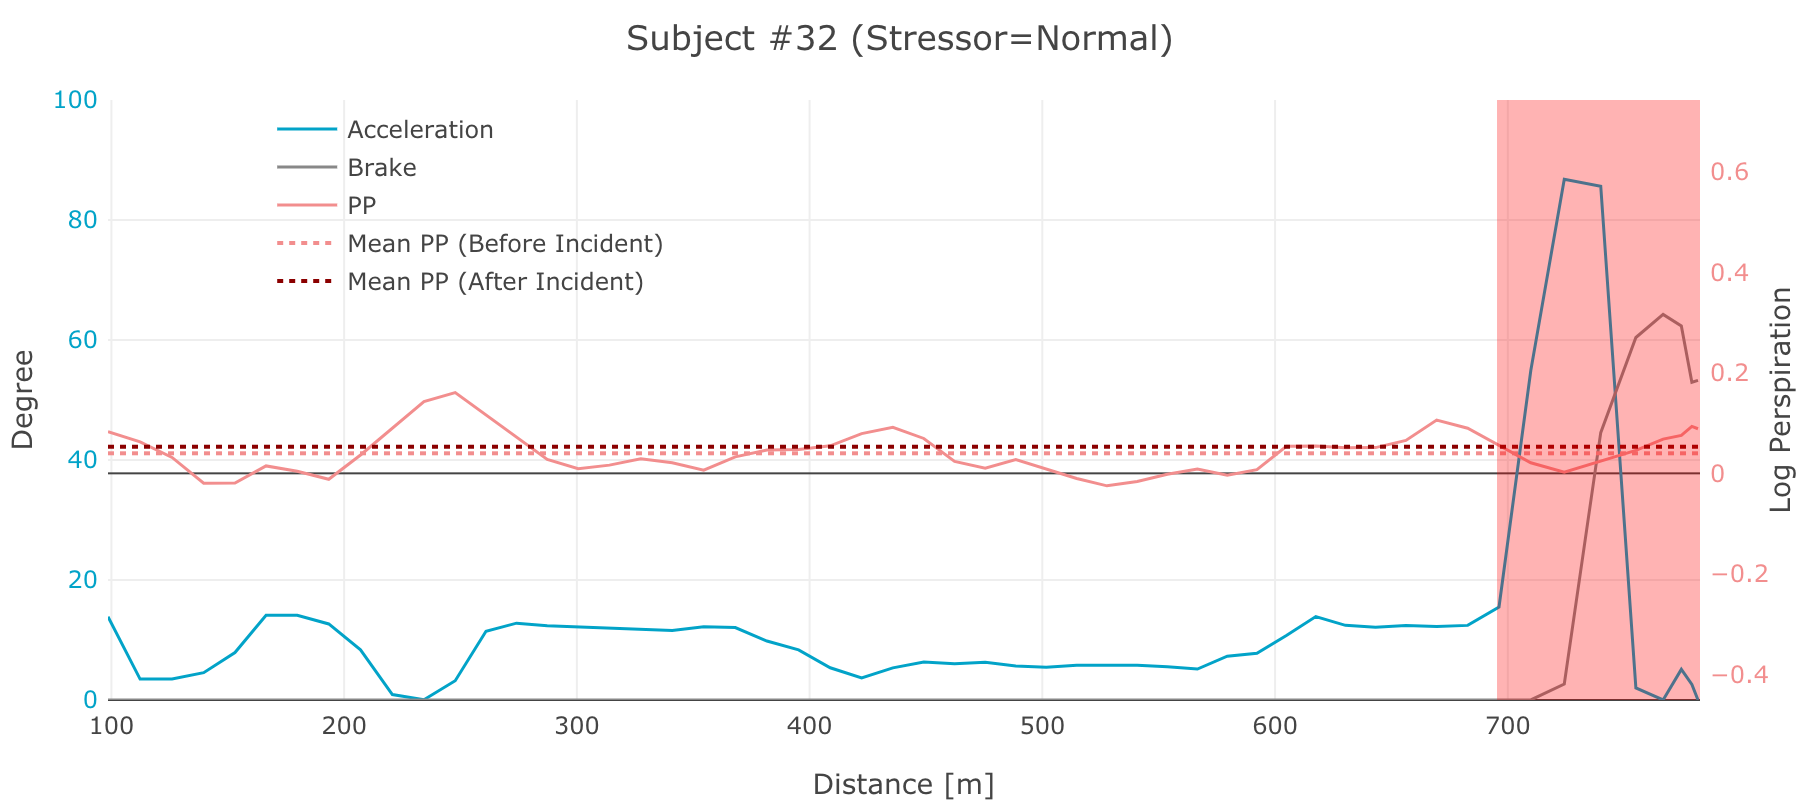 Subject #32 (Stressor=Normal)
Acceleration
Brake
PP
Mean PP (Before Incident)
Mean PP (After Incident)
100
80
60
40
20
0
Degree
0.6
0.4
0.2
0
−0.2
−0.4
Log Perspiration
100 200 300 400 500 600 700
Distance [m]